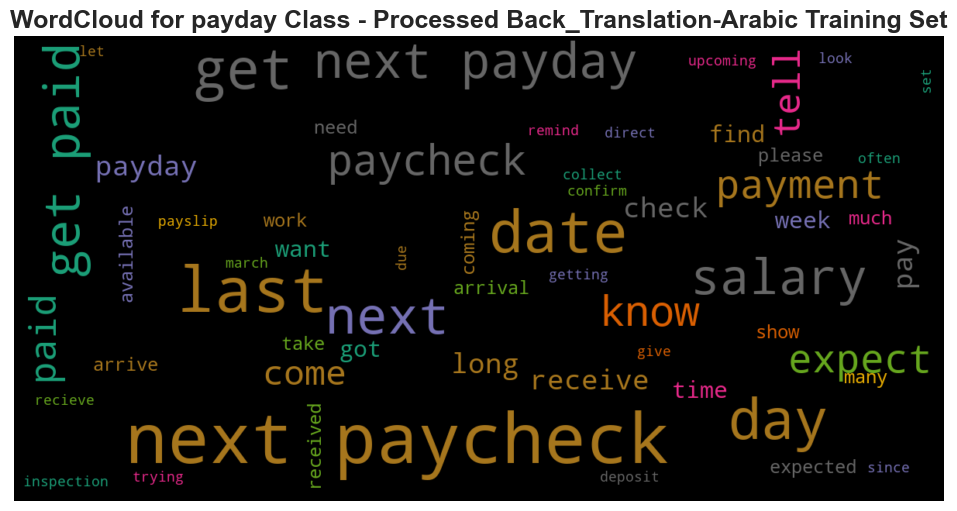 WordCloud for payday Class - Processed Back_Translation-Arabic Training Set
let
get paid
get
next payday
upcoming
tell
look
set
need
remind
direct
find
payday
paycheck
please
often
collect
confirm
payment
available
payslip
work
coming
date
check
week
much
want
due
march
last
getting
salary
pay
arrival
next
know
paid
take
got
give
show
expect
many
arrive
come
long
receive
time
recieve
next paycheck
received
day
inspection
trying
deposit
expected
since